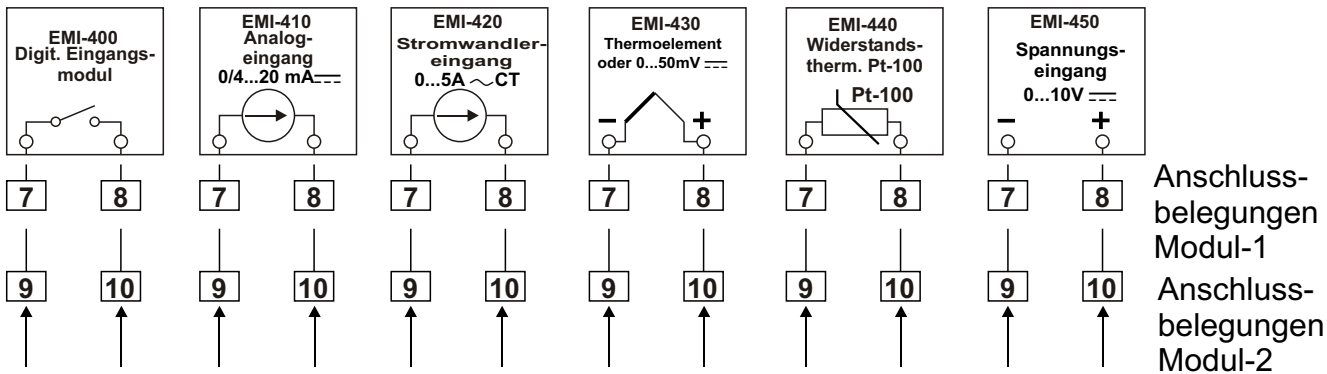 EMI-400
Digit. Eingangs-
modul
EMI-410
Analog-
eingang
0/4...20 mA
EMI-420
Stromwandler-
eingang
0...5A CT
EMI-430
Thermoelement
oder 0...50mV
– +
EMI-440
Widerstands-
therm. Pt-100
Pt-100
EMI-450
Spannungs-
eingang
0...10V
– +
7 8 7 8 7 8 7 8 7 8 7 8
Anschluss-
belegungen
Modul-1
9 10 9 10 9 10 9 10 9 10 9 10
Anschluss-
belegungen
Modul-2